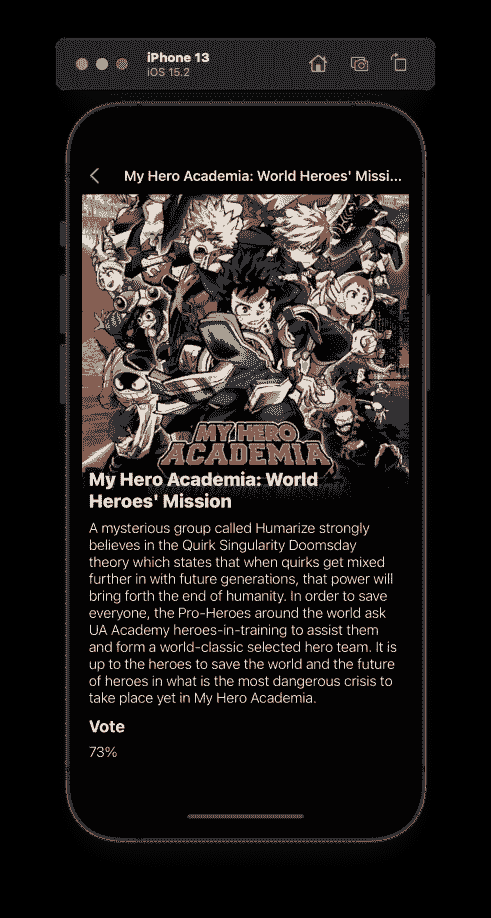 iPhone 13
iOS 15.2
My Hero Academia: World Heroes' Missi...
MY HERO
ACADEMIA
My Hero Academia: World
Heroes' Mission
A mysterious group called Humarize strongly
believes in the Quirk Singularity Doomsday
theory which states that when quirks get mixed
further in with future generations, that power will
bring forth the end of humanity. In order to save
everyone, the Pro-Heroes around the world ask
UA Academy heroes-in-training to assist them
and form a world-classic selected hero team. It is
up to the heroes to save the world and the future
of heroes in what is the most dangerous crisis to
take place yet in My Hero Academia.
Vote
73%